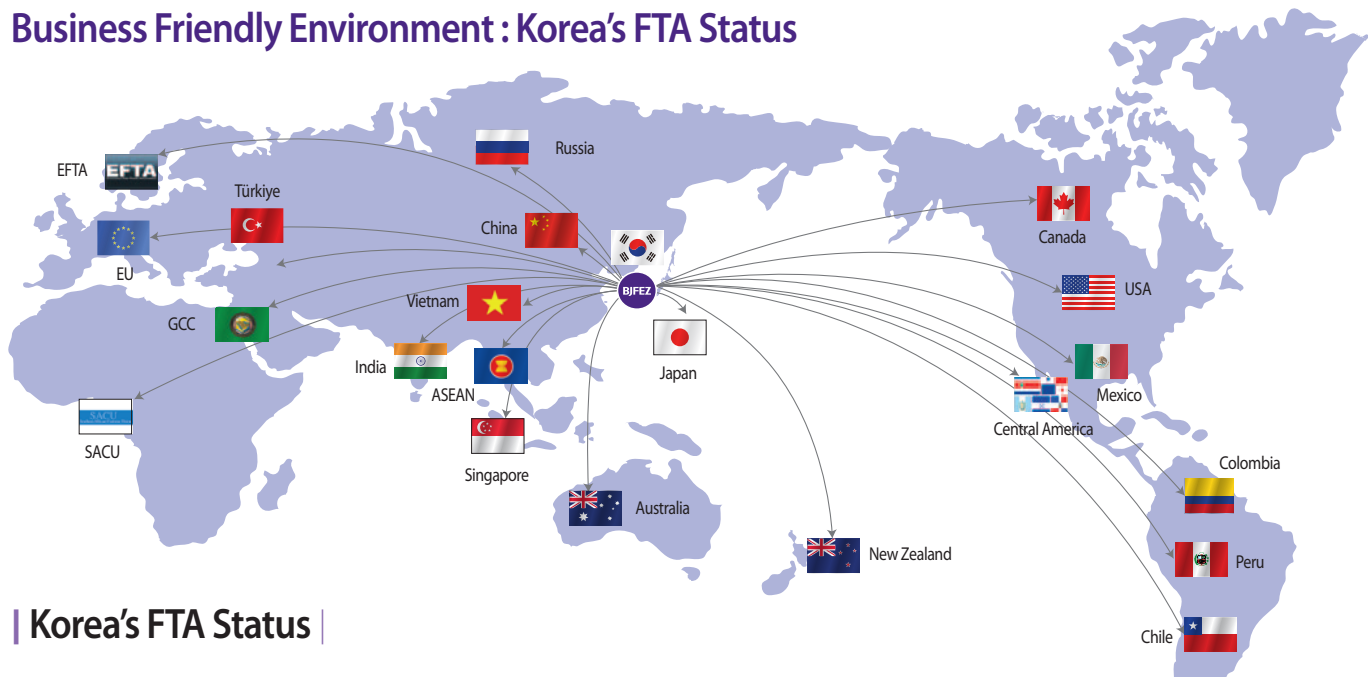 Business Friendly Environment : Korea's FTA Status
Russia
EFTA
EFTA
Türkiye
China
Canada
EU
BJFEZ
USA
Vietnam
GCC
India
Japan
ASEAN
Mexico
SACU
Central America
SACU
Singapore
Colombia
Australia
New Zealand
Peru
Korea's FTA Status
Chile